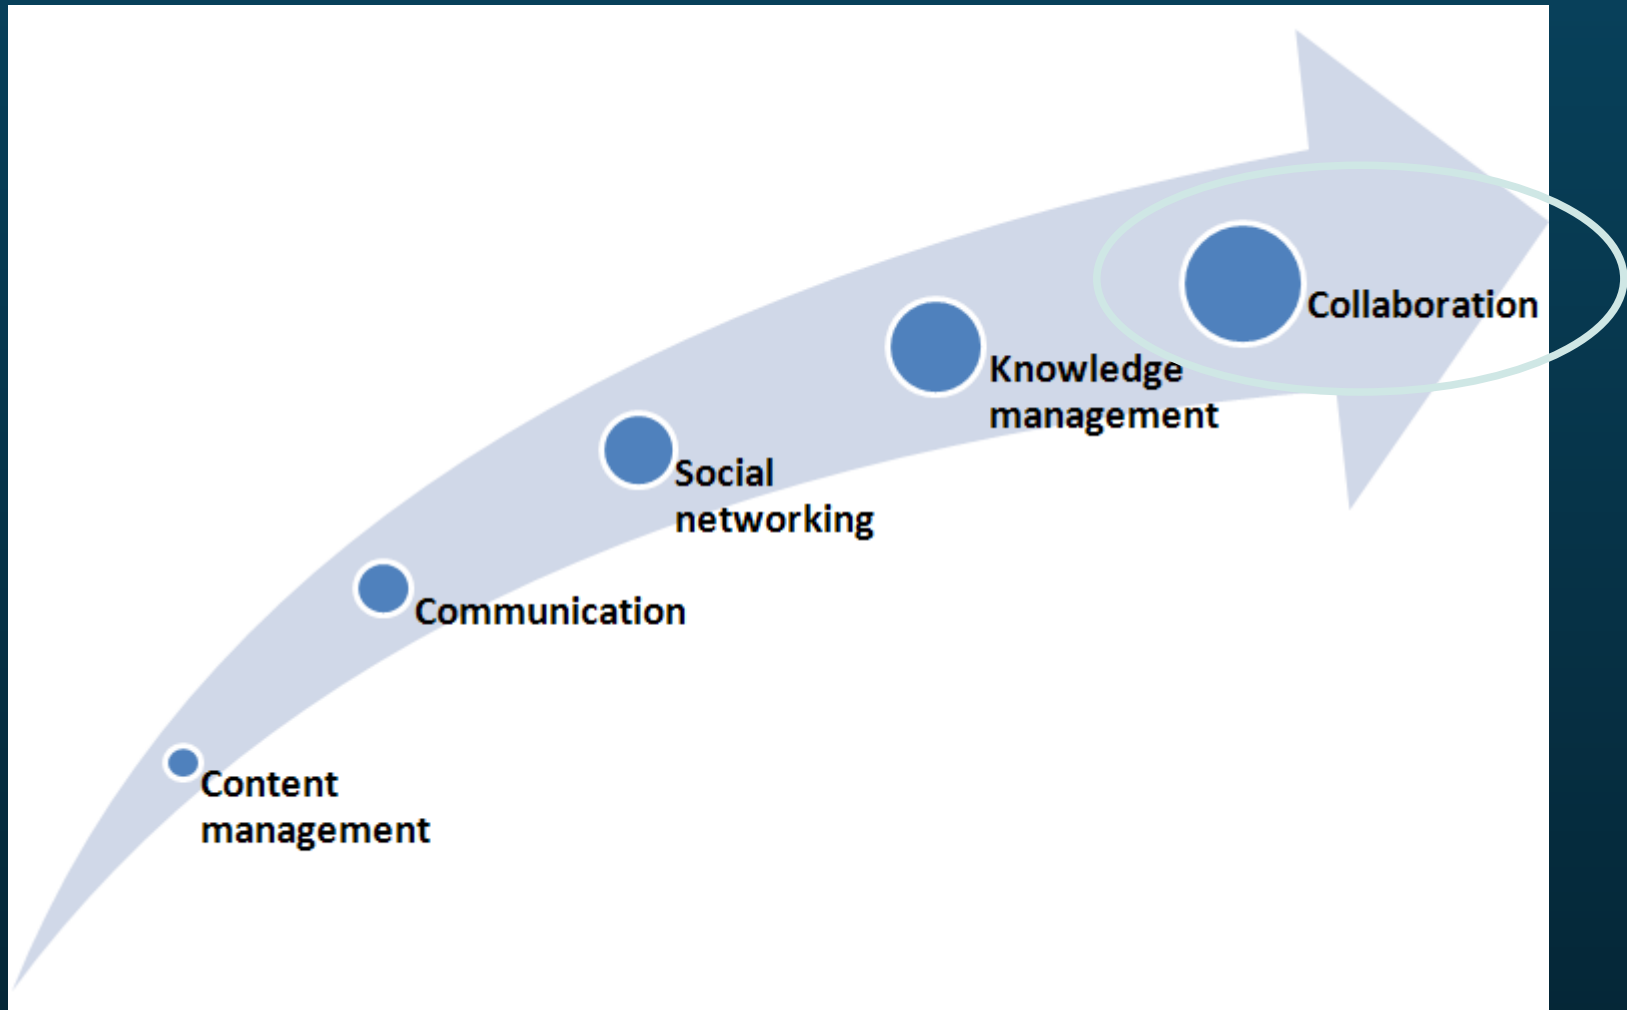 Collaboration
Knowledge
management
Social
networking
Communication
Content
management